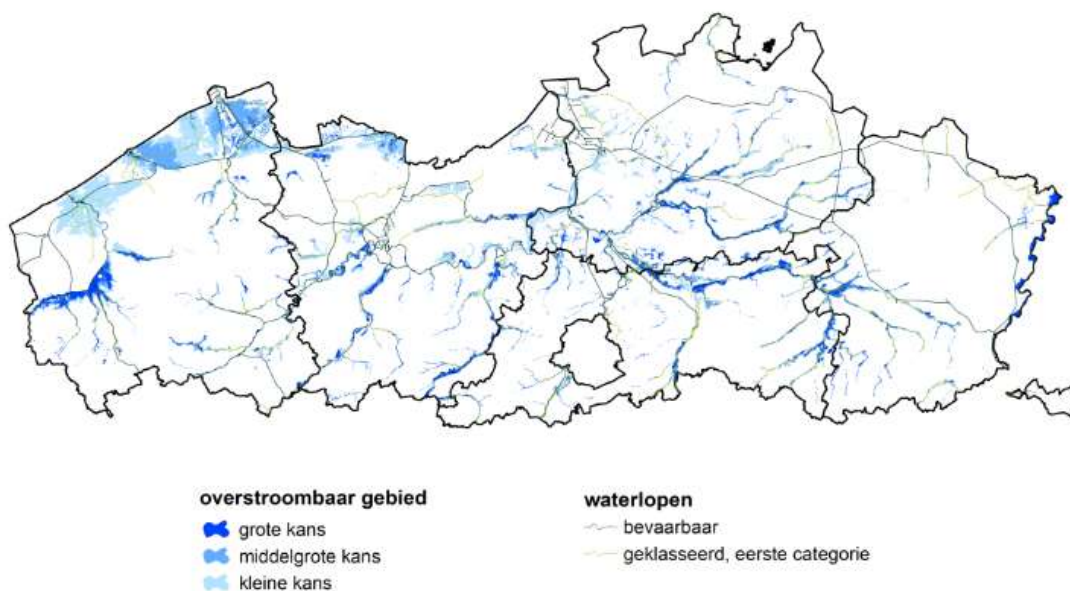 overstroombaar gebied
grote kans
middelgrote kans
kleine kans
waterlopen
bevaarbaar
geklasseerd, eerste categorie